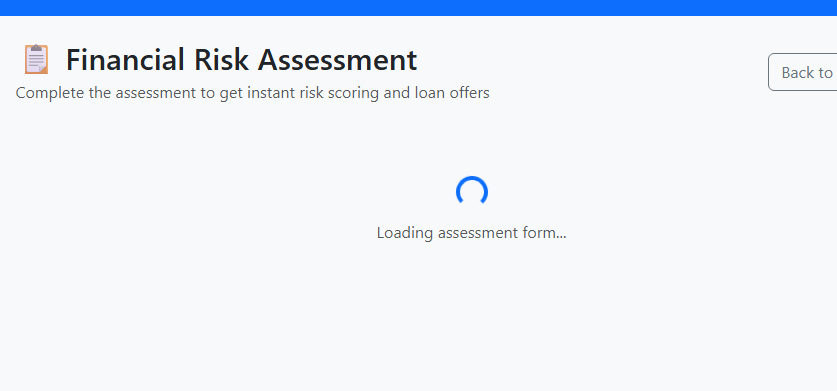 Financial Risk Assessment
Complete the assessment to get instant risk scoring and loan offers
Back to
Loading assessment form...